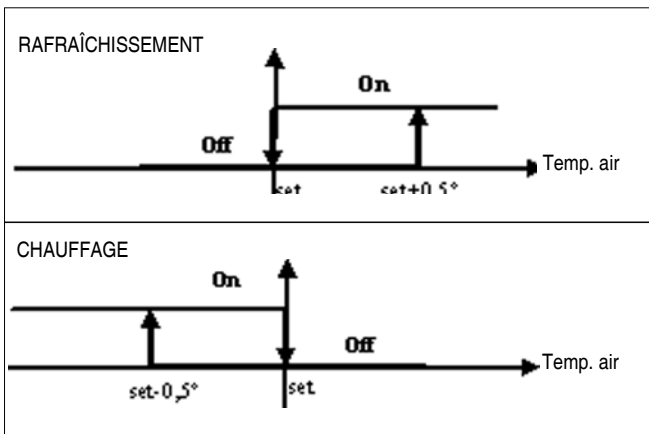 RAFRAÎCHISSEMENT
On
Off
Temp. air
set
set+0,5°
CHAUFFAGE
On
Off
Temp. air
set-0,5°
set